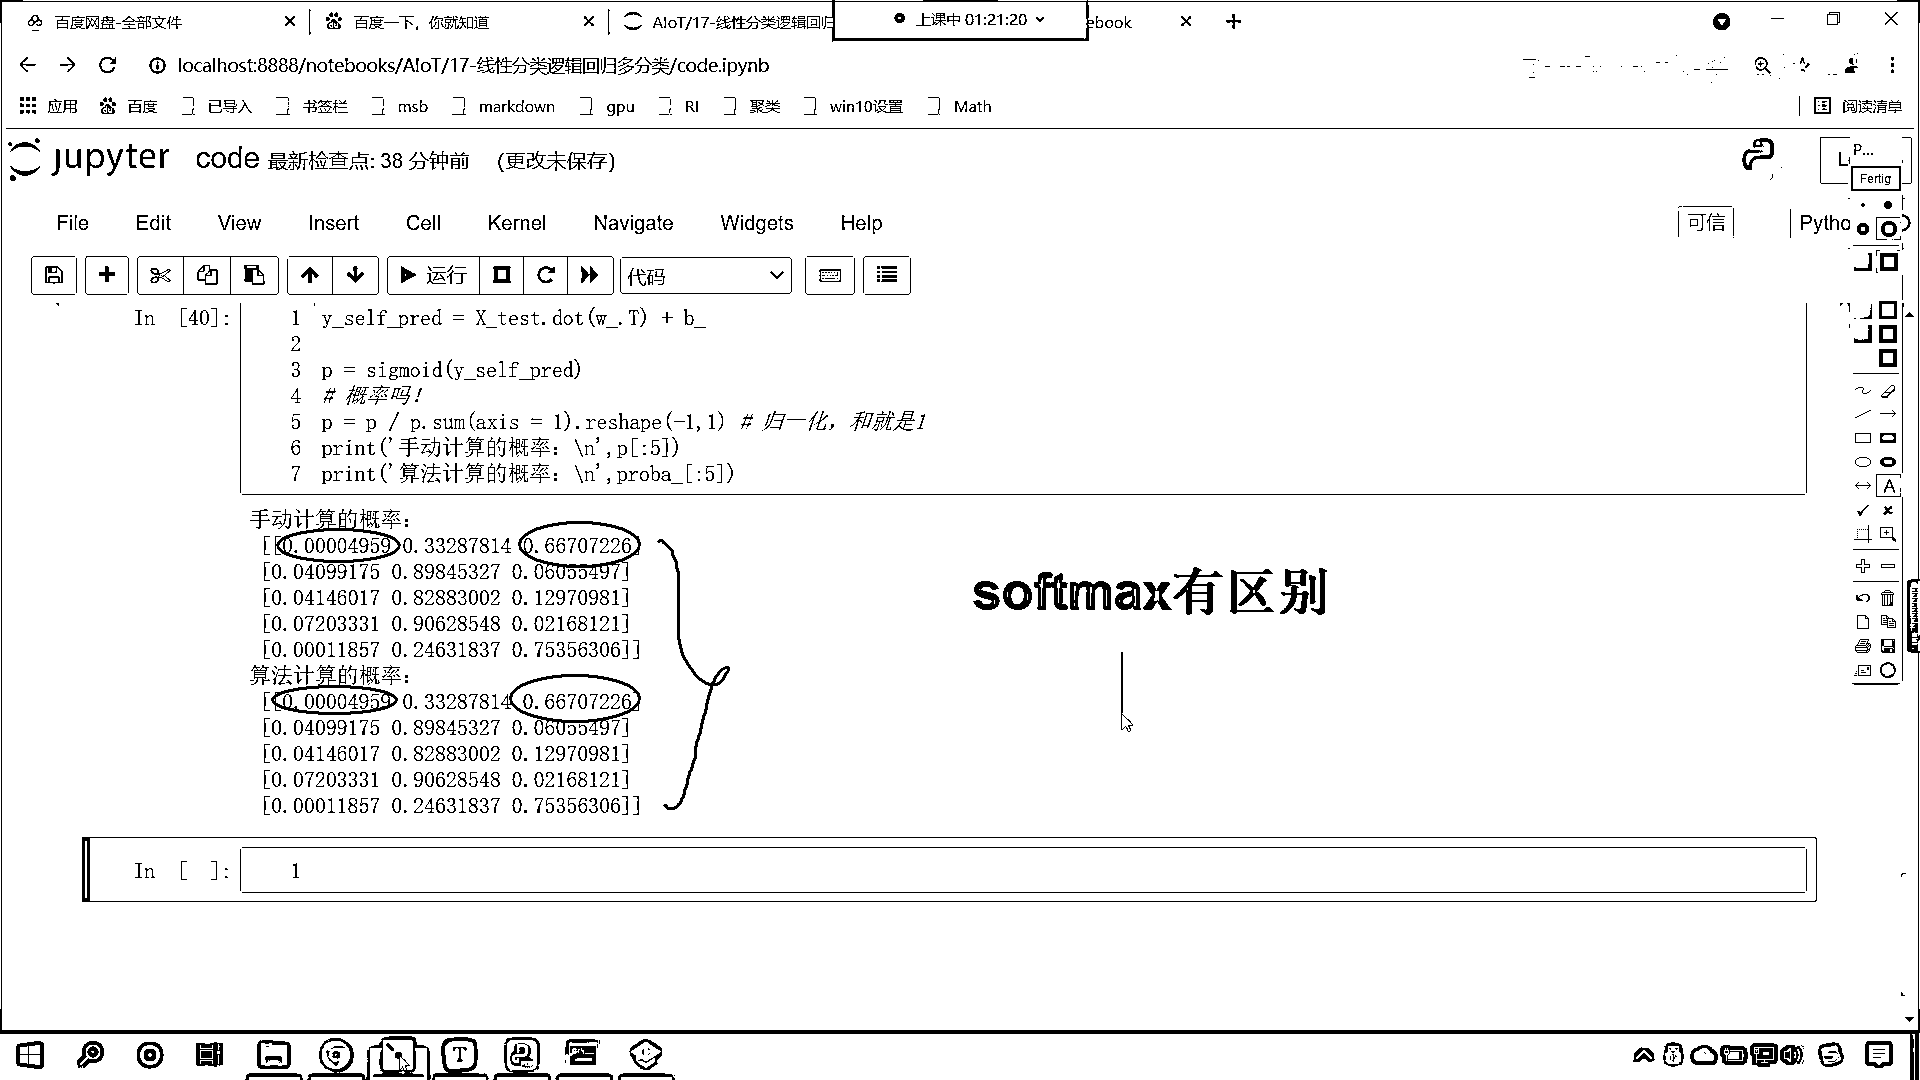 百度网盘-全部文件
百度一下，你就知道
AIoT/17-线性分类逻辑回归
上课中 01:21:20
ebook
localhost:8888/notebooks/AIoT/17-线性分类逻辑回归多分类/code.ipynb
应用 百度 已导入 书签栏 msb markdown gpu RI 聚类 win10设置 Math 阅读清单
jupyter code 最新检查点: 38 分钟前 (更改未保存)
P...
Fertig
File Edit View Insert Cell Kernel Navigate Widgets Help 可信 Pytho
运行 代码
In [40]: 1 y_self_pred = X_test.dot(w_.T) + b_
2
3 p = sigmoid(y_self_pred)
4 # 概率吗！
5 p = p / p.sum(axis = 1).reshape(-1,1) # 归一化，和就是1
6 print('手动计算的概率：\n',p[:5])
7 print('算法计算的概率：\n',proba_[:5])
手动计算的概率：
[[0.00004959 0.33287814 0.66707226]
[0.04099175 0.89845327 0.06055497]
[0.04146017 0.82883002 0.12970981]
[0.07203331 0.90628548 0.02168121]
[0.00011857 0.24631837 0.75356306]]
算法计算的概率：
[[0.00004959 0.33287814 0.66707226]
[0.04099175 0.89845327 0.06055497]
[0.04146017 0.82883002 0.12970981]
[0.07203331 0.90628548 0.02168121]
[0.00011857 0.24631837 0.75356306]]
softmax有区别
In [ ]: 1